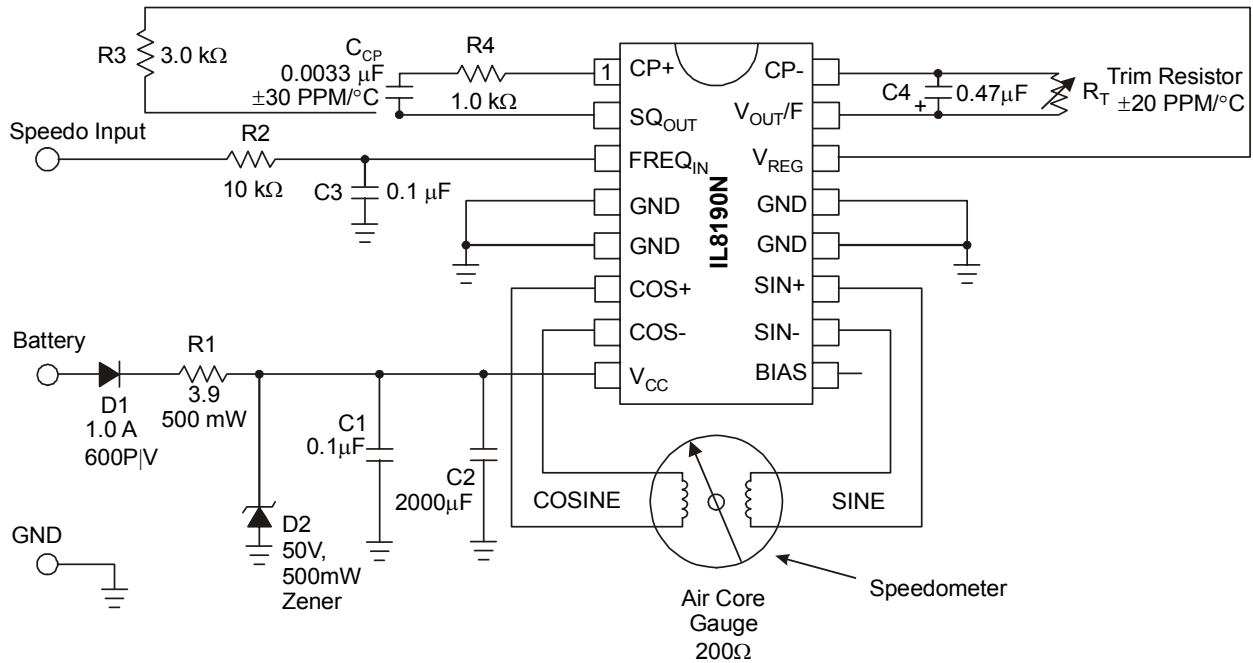 R3
3.0 kΩ
C_CP
0.0033 μF
±30 PPM/°C
R4
1.0 kΩ
1
CP+
SQ_OUT
FREQ_IN
GND
GND
COS+
COS-
V_CC
IL8190N
CP-
V_OUT/F
V_REG
GND
GND
SIN+
SIN-
BIAS
C4
+
0.47μF
R_T
Trim Resistor
±20 PPM/°C
Speedo Input
R2
10 kΩ
C3
0.1 μF
Battery
D1
1.0 A
600P|V
R1
3.9
500 mW
C1
0.1μF
C2
2000μF
D2
50V,
500mW
Zener
GND
COSINE
SINE
Air Core
Gauge
200Ω
Speedometer